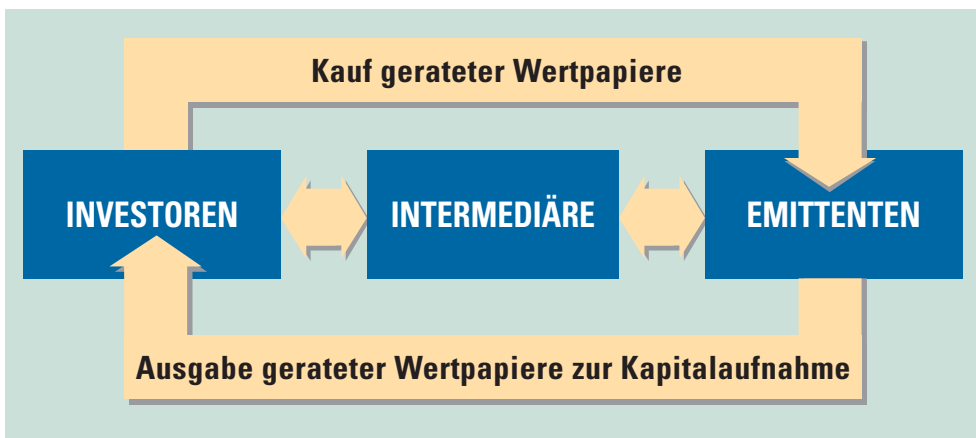 Kauf gerateter Wertpapiere
INVESTOREN
INTERMEDIÄRE
EMITTENTEN
Ausgabe gerateter Wertpapiere zur Kapitalaufnahme